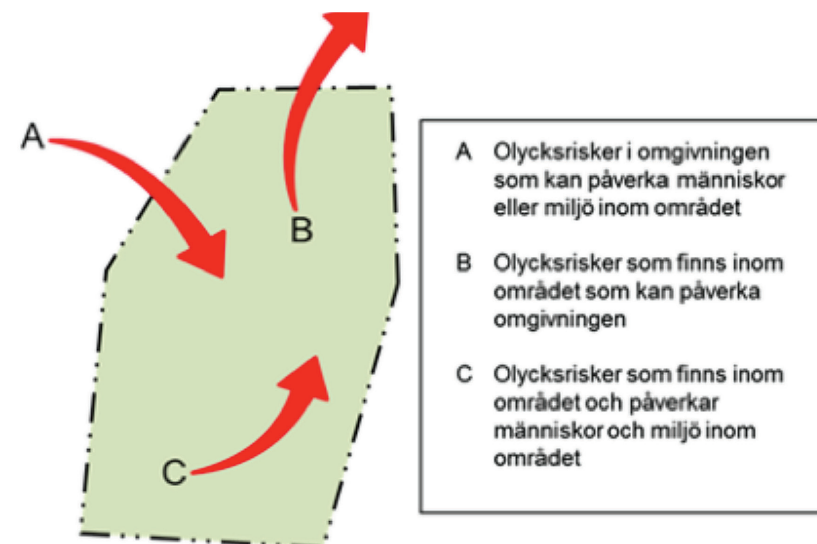 A
B
C
A Olycksrisker i omgivningen
som kan påverka människor
eller miljö inom området
B Olycksrisker som finns inom
området som kan påverka
omgivningen
C Olycksrisker som finns inom
området och påverkar
människor och miljö inom
området